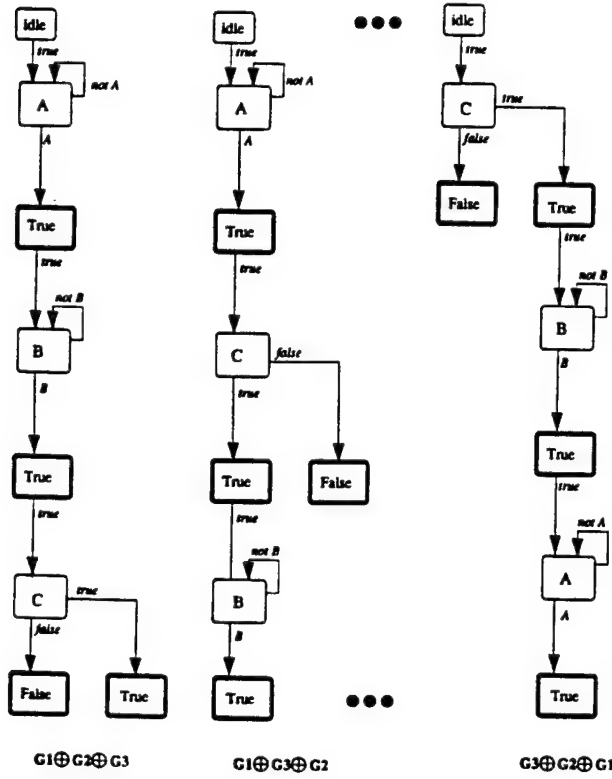 idle
true
not A
A
A
True
true
not B
B
B
True
true
C
true
false
False
True
G1⊕G2⊕G3
idle
true
not A
A
A
True
true
C
false
true
True
False
true
not B
B
B
True
G1⊕G3⊕G2
idle
true
C
true
false
False
True
true
not B
B
B
True
true
not A
A
A
True
G3⊕G2⊕G1